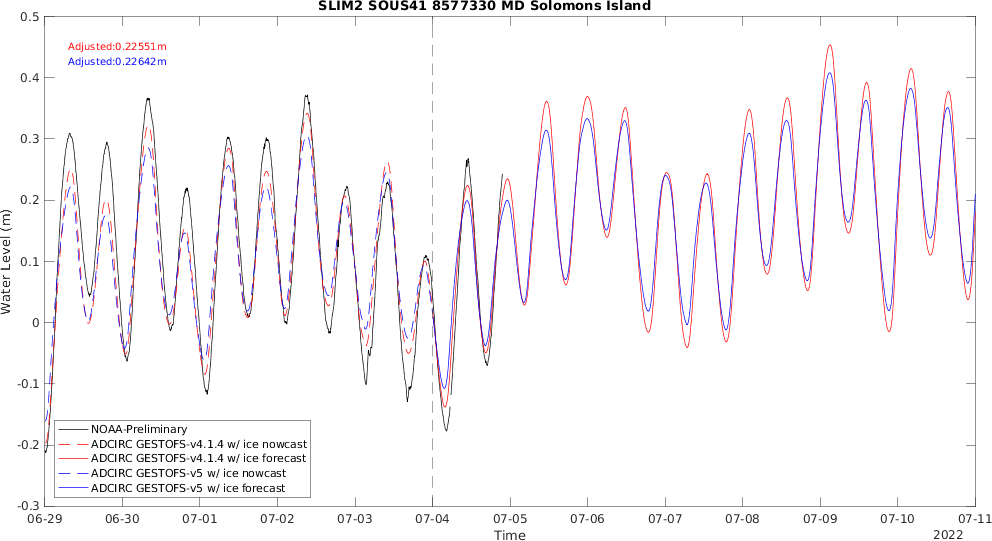 SLIM2 SOUS41 8577330 MD Solomons Island
Adjusted:0.22551m
Adjusted:0.22642m
0.5
0.4
0.3
0.2
0.1
0
-0.1
-0.2
-0.3
Water Level (m)
NOAA-Preliminary
ADCIRC GESTOFS-v4.1.4 w/ ice nowcast
ADCIRC GESTOFS-v4.1.4 w/ ice forecast
ADCIRC GESTOFS-v5 w/ ice nowcast
ADCIRC GESTOFS-v5 w/ ice forecast
06-29 06-30 07-01 07-02 07-03 07-04 07-05 07-06 07-07 07-08 07-09 07-10 07-11
Time
2022